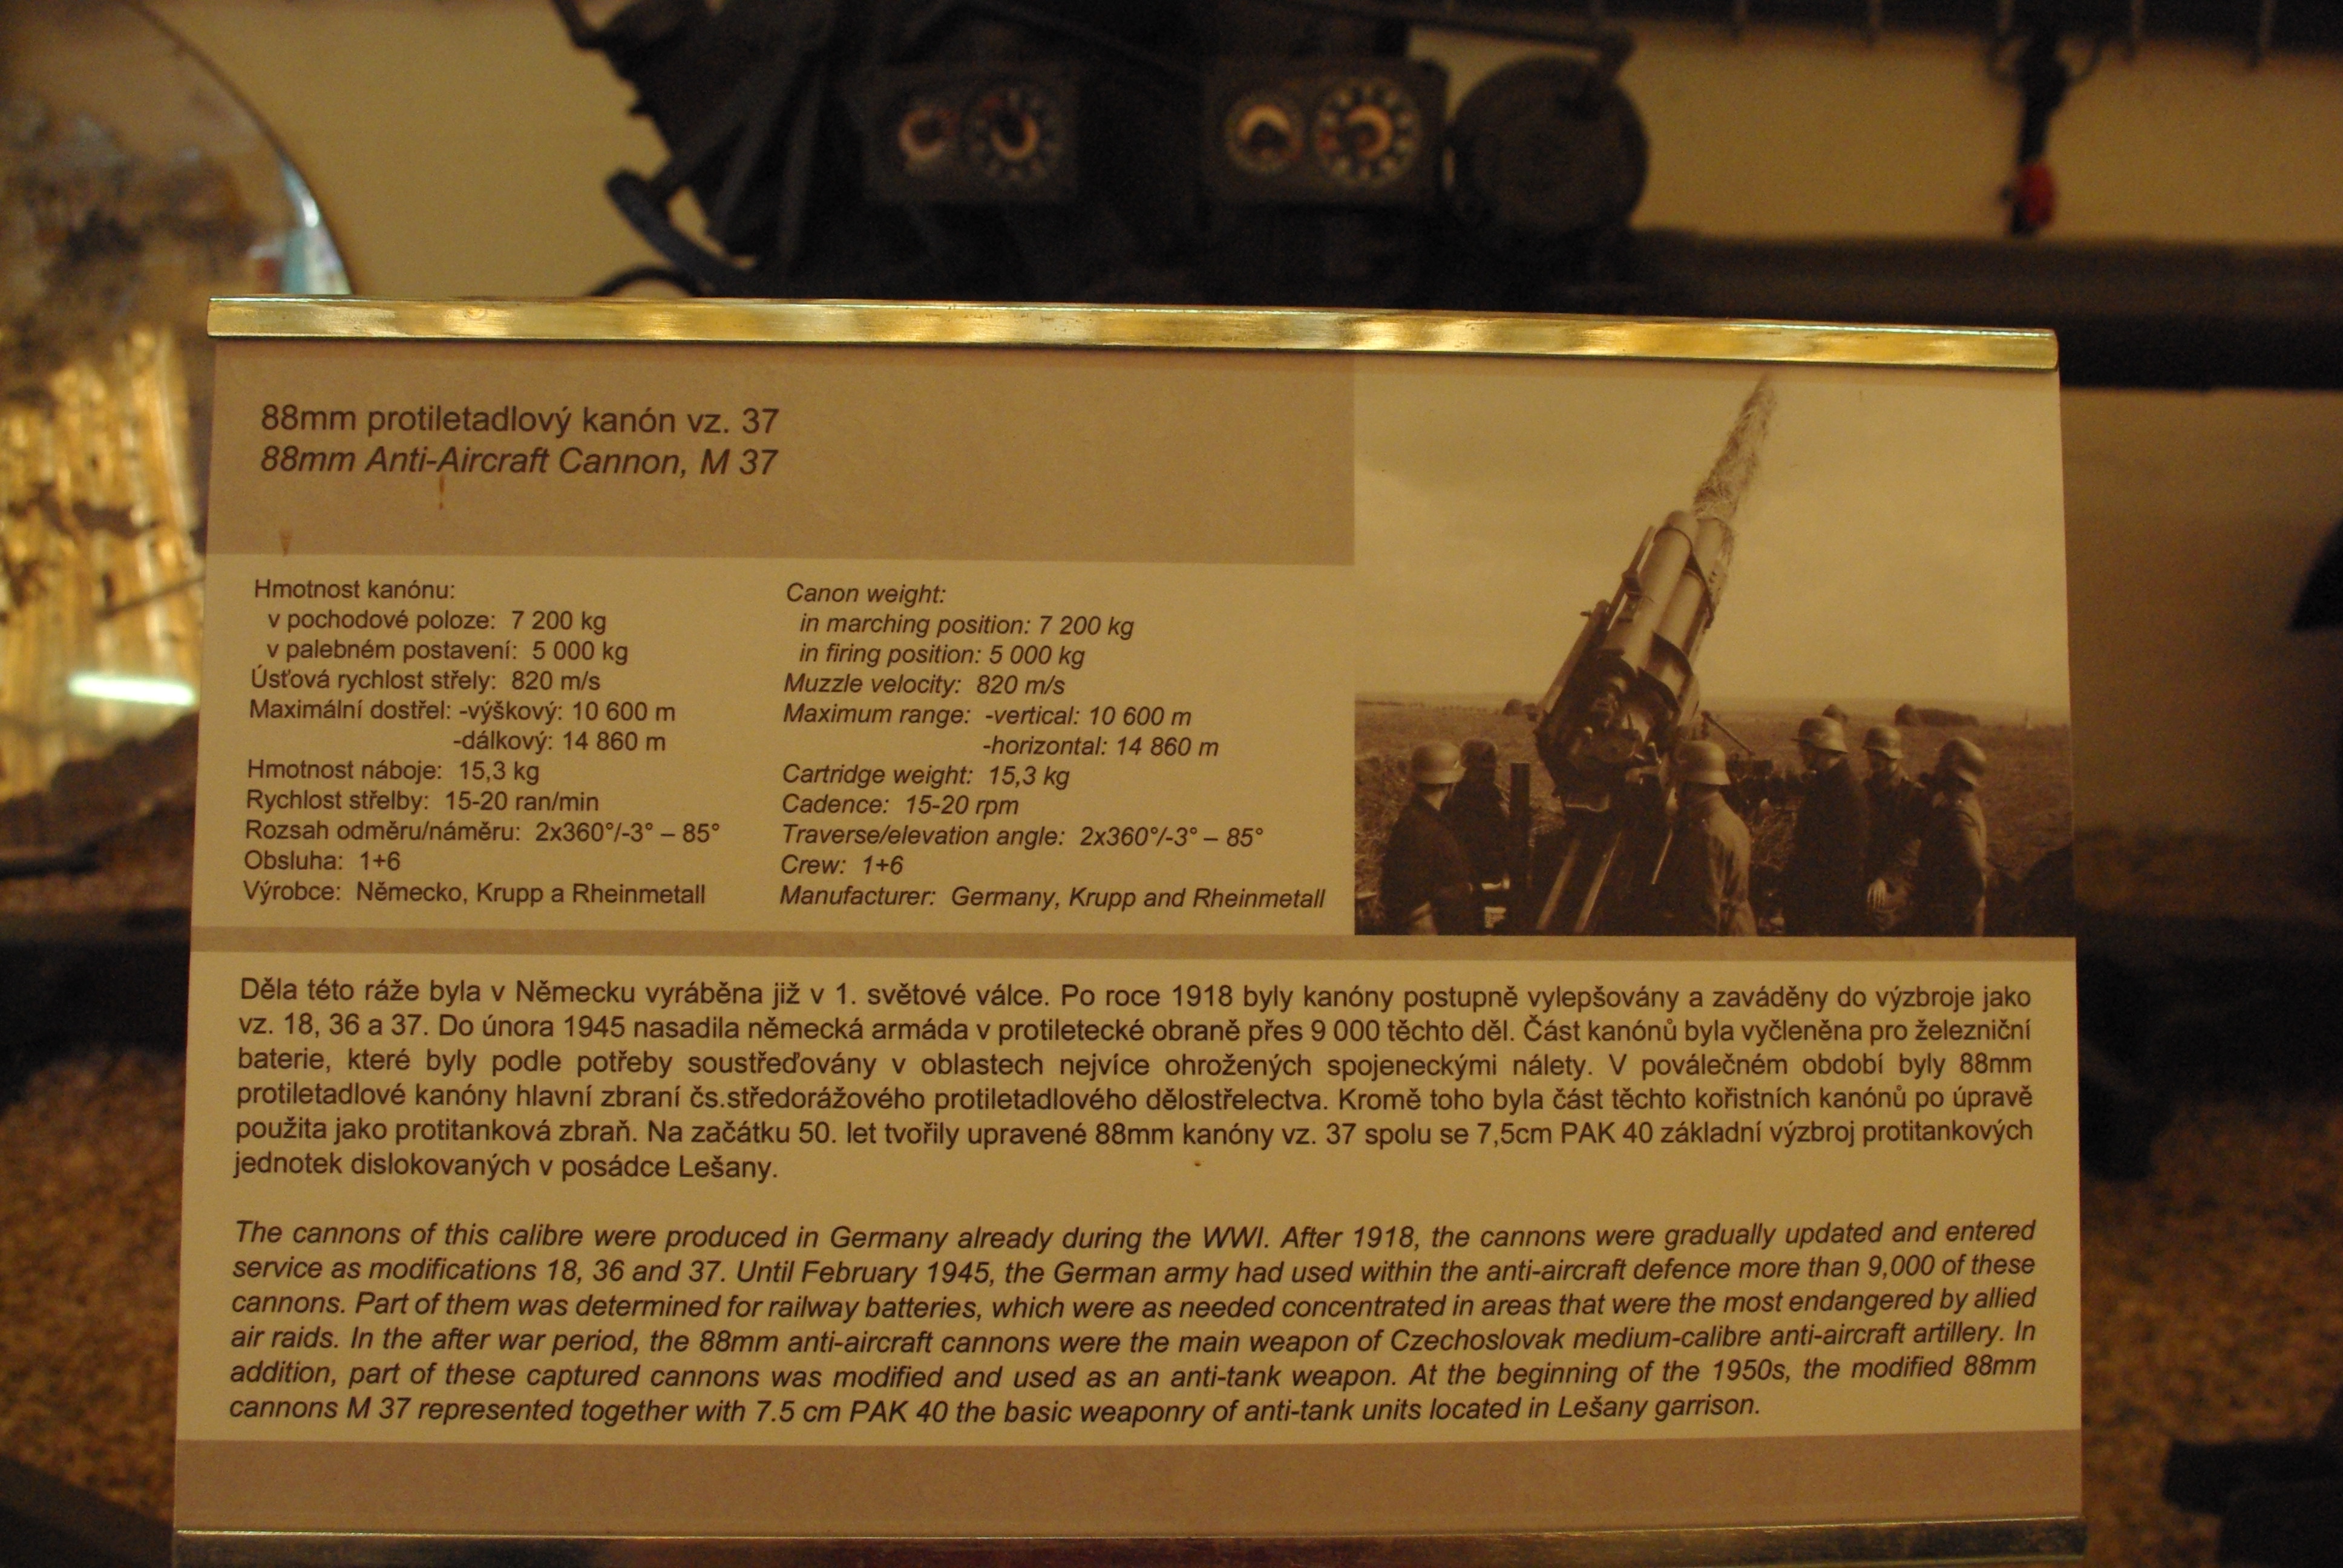 88mm protiletadlový kanón vz. 37
88mm Anti-Aircraft Cannon, M 37
Hmotnost kanónu:
v pochodové poloze: 7 200 kg
v palebném postavení: 5 000 kg
Úsťová rychlost střely: 820 m/s
Maximální dostřel: -výškový: 10 600 m
-dálkový: 14 860 m
Hmotnost náboje: 15,3 kg
Rychlost střelby: 15-20 ran/min
Rozsah odměru/náměru: 2x360°/-3° – 85°
Obsluha: 1+6
Výrobce: Německo, Krupp a Rheinmetall
Canon weight:
in marching position: 7 200 kg
in firing position: 5 000 kg
Muzzle velocity: 820 m/s
Maximum range: -vertical: 10 600 m
-horizontal: 14 860 m
Cartridge weight: 15,3 kg
Cadence: 15-20 rpm
Traverse/elevation angle: 2x360°/-3° – 85°
Crew: 1+6
Manufacturer: Germany, Krupp and Rheinmetall
Děla této ráže byla v Německu vyráběna již v 1. světové válce. Po roce 1918 byly kanóny postupně vylepšovány a zaváděny do výzbroje jako
vz. 18, 36 a 37. Do února 1945 nasadila německá armáda v protiletecké obraně přes 9 000 těchto děl. Část kanónů byla vyčleněna pro železniční
baterie, které byly podle potřeby soustřeďovány v oblastech nejvíce ohrožených spojeneckými nálety. V poválečném období byly 88mm
protiletadlové kanóny hlavní zbraní čs.středorážového protiletadlového dělostřelectva. Kromě toho byla část těchto kořistních kanónů po úpravě
použita jako protitanková zbraň. Na začátku 50. let tvořily upravené 88mm kanóny vz. 37 spolu se 7,5cm PAK 40 základní výzbroj protitankových
jednotek dislokovaných v posádce Lešany.
The cannons of this calibre were produced in Germany already during the WWI. After 1918, the cannons were gradually updated and entered
service as modifications 18, 36 and 37. Until February 1945, the German army had used within the anti-aircraft defence more than 9,000 of these
cannons. Part of them was determined for railway batteries, which were as needed concentrated in areas that were the most endangered by allied
air raids. In the after war period, the 88mm anti-aircraft cannons were the main weapon of Czechoslovak medium-calibre anti-aircraft artillery. In
addition, part of these captured cannons was modified and used as an anti-tank weapon. At the beginning of the 1950s, the modified 88mm
cannons M 37 represented together with 7.5 cm PAK 40 the basic weaponry of anti-tank units located in Lešany garrison.